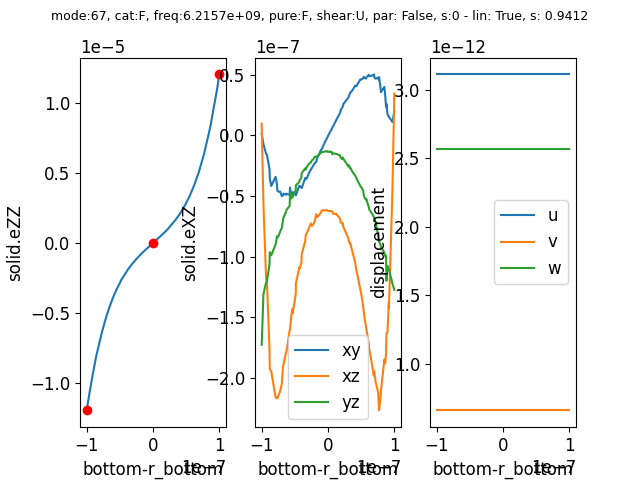 mode:67, cat:F, freq:6.2157e+09, pure:F, shear:U, par: False, s:0 - lin: True, s: 0.9412
1e−5
1.0
0.5
0.0
−0.5
−1.0
solid.eZZ
−1
0
1
bottom-r_bottom
1e−7
1e−7
0.5
0.0
−0.5
−1.0
−1.5
−2.0
solid.eXZ
xy
xz
yz
−1
0
1
bottom-r_bottom
1e−7
1e−12
3.0
2.5
2.0
1.5
1.0
displacement
u
v
w
−1
0
1
bottom-r_bottom
1e−7